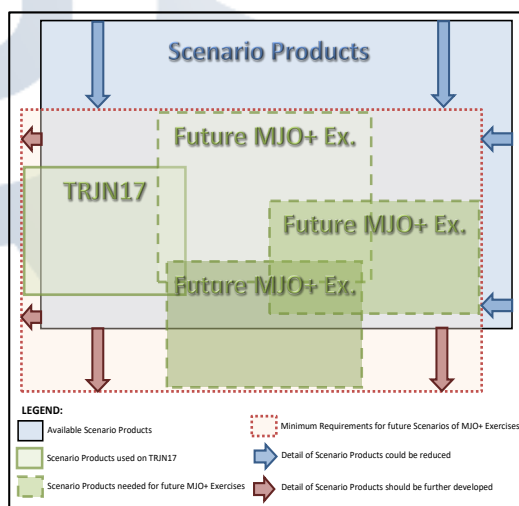 Scenario Products
Future MJO+ Ex.
TRJN17
Future MJO+ Ex.
Future MJO+ Ex.
LEGEND:
Available Scenario Products
Minimum Requirements for future Scenarios of MJO+ Exercises
Scenario Products used on TRJN17
Detail of Scenario Products could be reduced
Scenario Products needed for future MJO+ Exercises
Detail of Scenario Products should be further developed